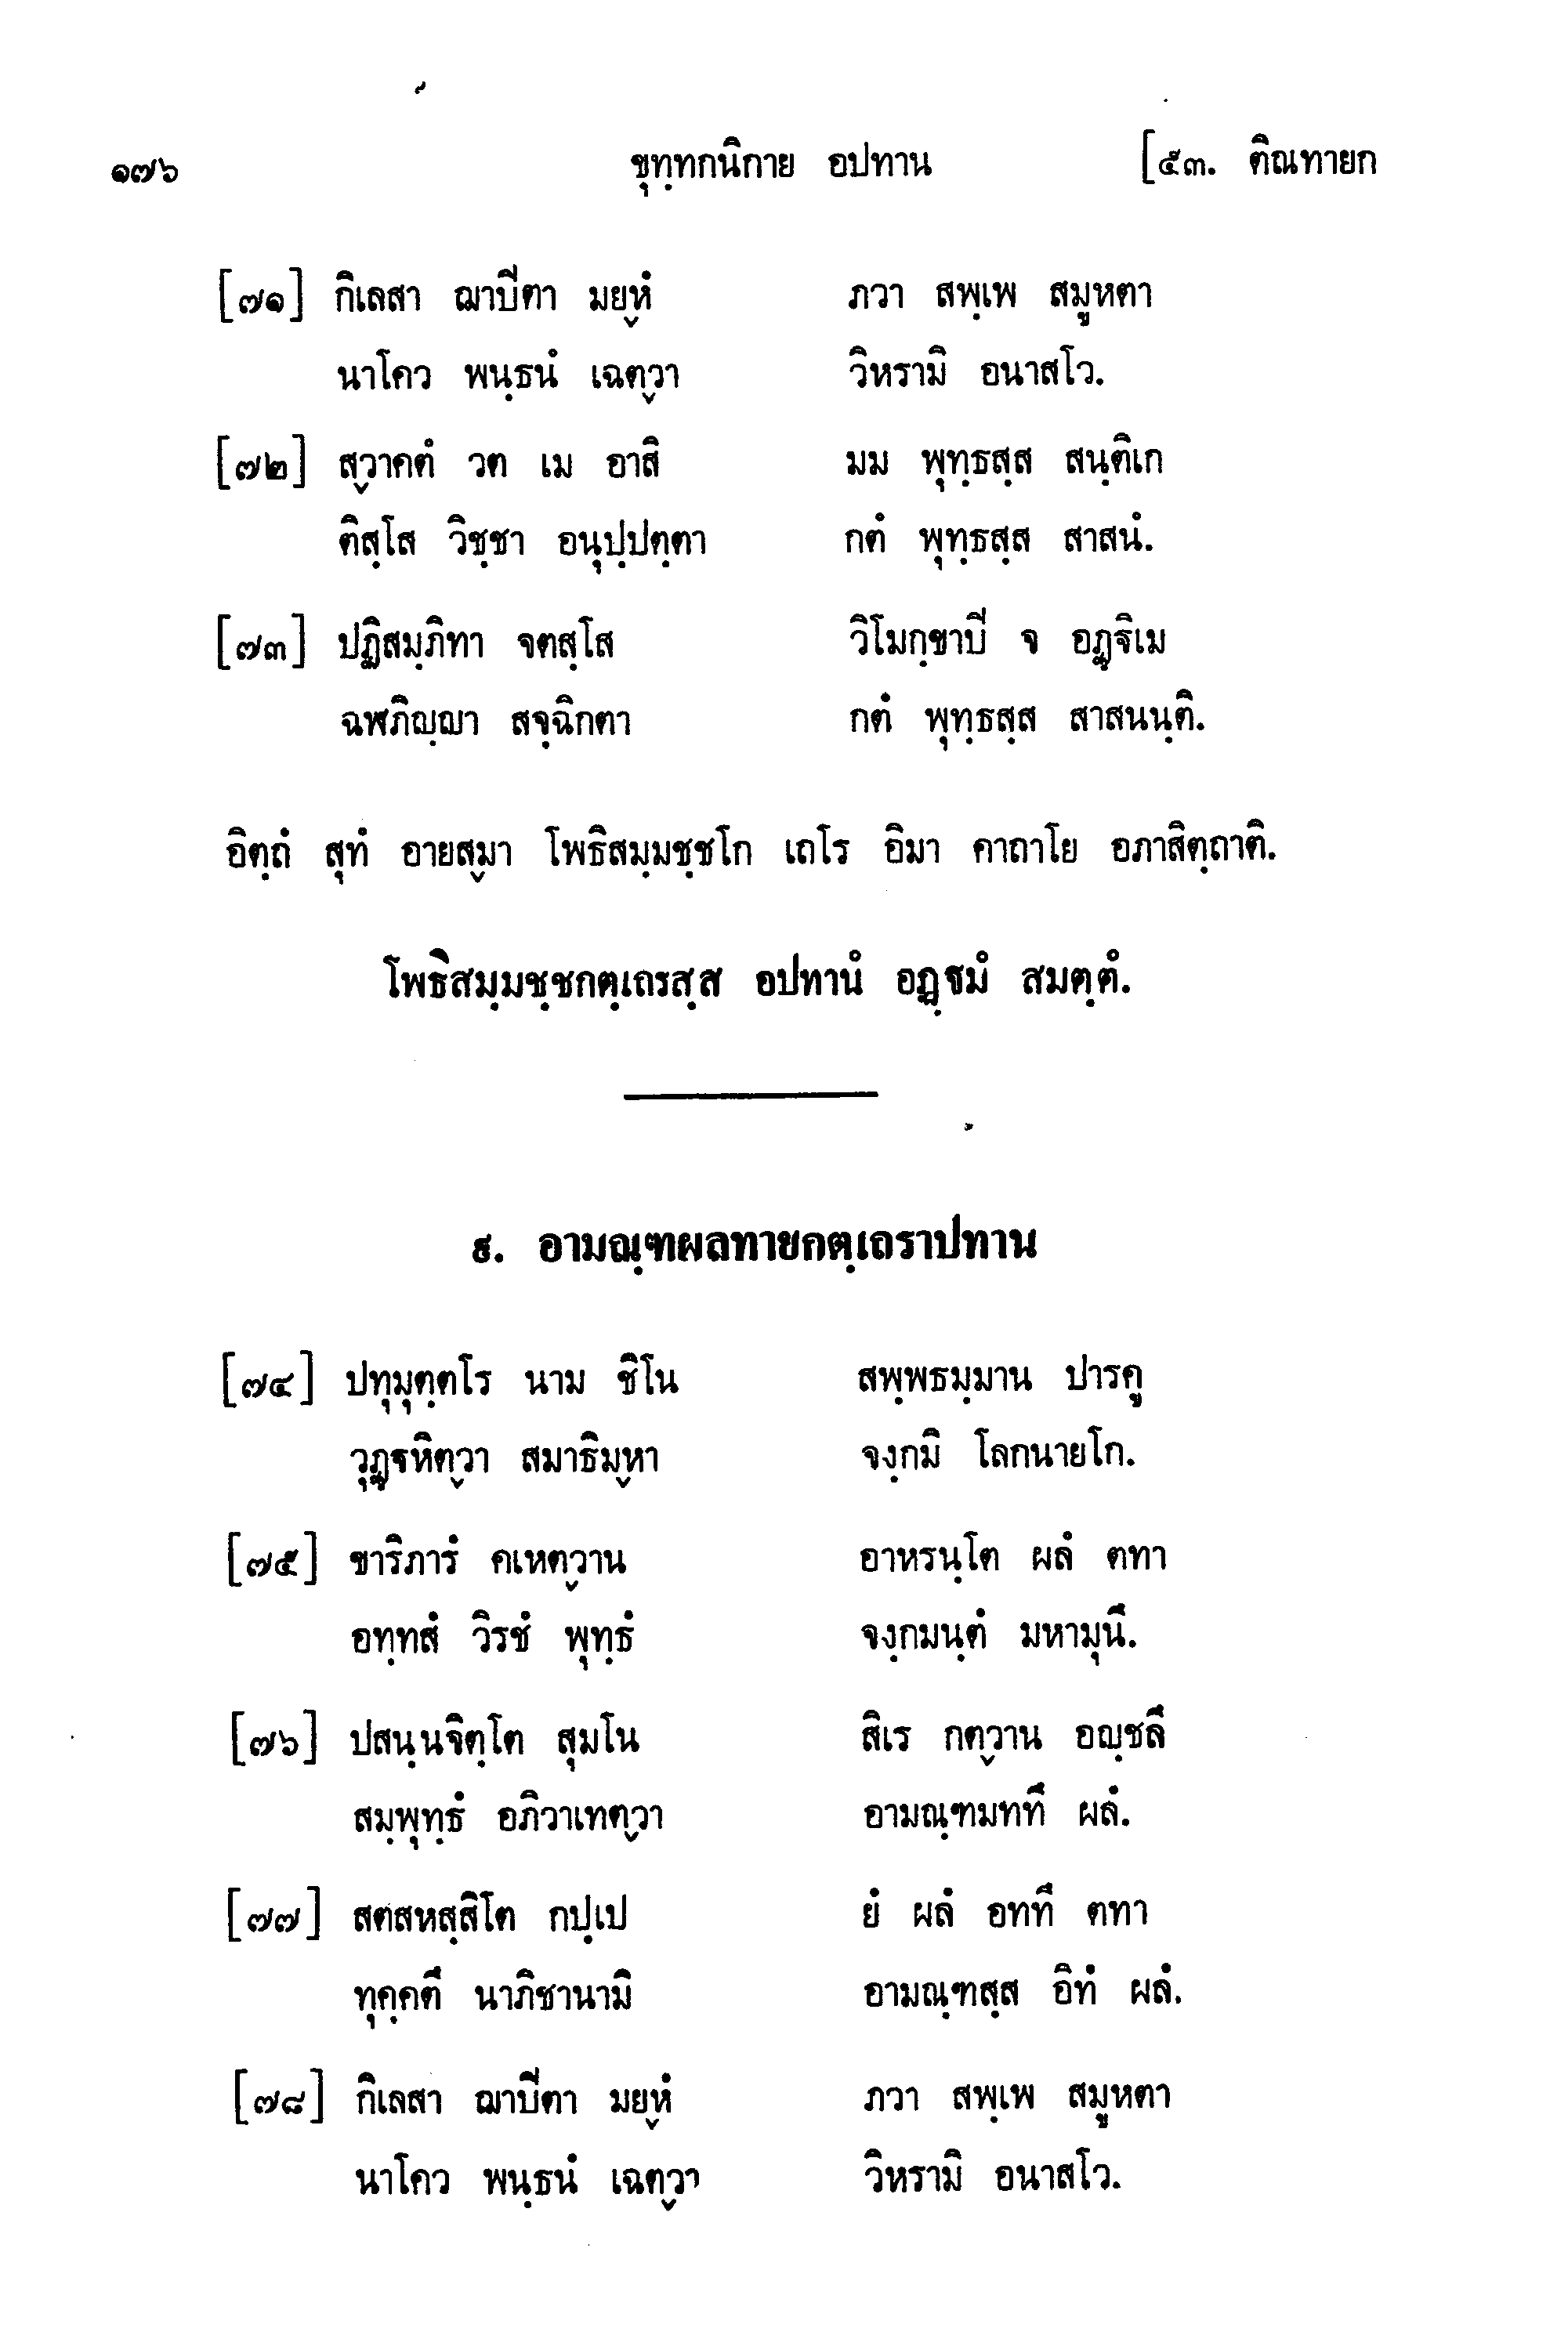 ๑๗๖ ขุทฺทกนิกาย อปทาน [๕๓. ติณทายก
[๗๑] กิเลสา ฌาปิตา มยฺหํ ภวา สพฺเพ สมูหตา
นาโคว พนฺธนํ เฉตฺวา วิหรามิ อนาสโว.
[๗๒] สฺวาคตํ วต เม อาสิ มม พุทฺธสฺส สนฺติเก
ติสฺโส วิชฺชา อนุปฺปตฺตา กตํ พุทฺธสฺส สาสนํ.
[๗๓] ปฏิสมฺภิทา จตสฺโส วิโมกฺขาปิ จ อฏฺฐิเม
ฉฬภิญฺญา สจฺฉิกตา กตํ พุทฺธสฺส สาสนนฺติ.
อิตฺถํ สุทํ อายสฺมา โพธิสมฺมชฺชโก เถโร อิมา คาถาโย อภาสิตฺถาติ.
โพธิสมฺมชฺชกตฺเถรสฺส อปทานํ อฏฺฐมํ สมตฺตํ.
๙. อามณฺฑผลทายกตฺเถราปทาน
[๗๔] ปทุมุตฺตโร นาม ชิโน สพฺพธมฺมาน ปารคู
วุฏฺฐหิตฺวา สมาธิมฺหา จงฺกมิ โลกนายโก.
[๗๕] ขาริภารํ คเหตฺวาน อาหรนฺโต ผลํ ตทา
อทฺทสํ วิรชํ พุทฺธํ จงฺกมนฺตํ มหามุนึ.
[๗๖] ปสนฺนจิตฺโต สุมโน สิเร กตฺวาน อญฺชลึ
สมฺพุทฺธํ อภิวาเทตฺวา อามณฺฑมททึ ผลํ.
[๗๗] สตสหสฺสิโต กปฺเป ยํ ผลํ อททึ ตทา
ทุคฺคตึ นาภิชานามิ อามณฺฑสฺส อิทํ ผลํ.
[๗๘] กิเลสา ฌาปิตา มยฺหํ ภวา สพฺเพ สมูหตา
นาโคว พนฺธนํ เฉตฺวา วิหรามิ อนาสโว.